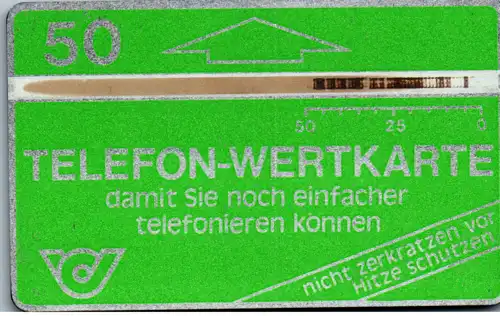 50
50 25 0
TELEFON-WERTKARTE
damit Sie noch einfacher
telefonieren können
nicht zerkratzen vor
Hitze schützen